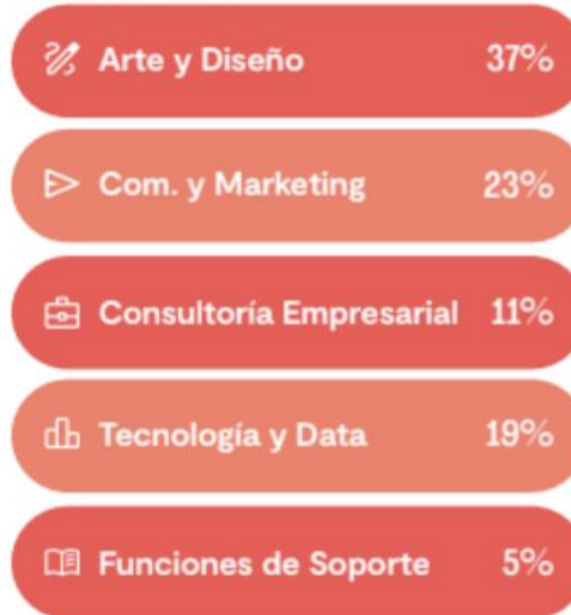 Arte y Diseño 37%
Com. y Marketing 23%
Consultoría Empresarial 11%
Tecnología y Data 19%
Funciones de Soporte 5%